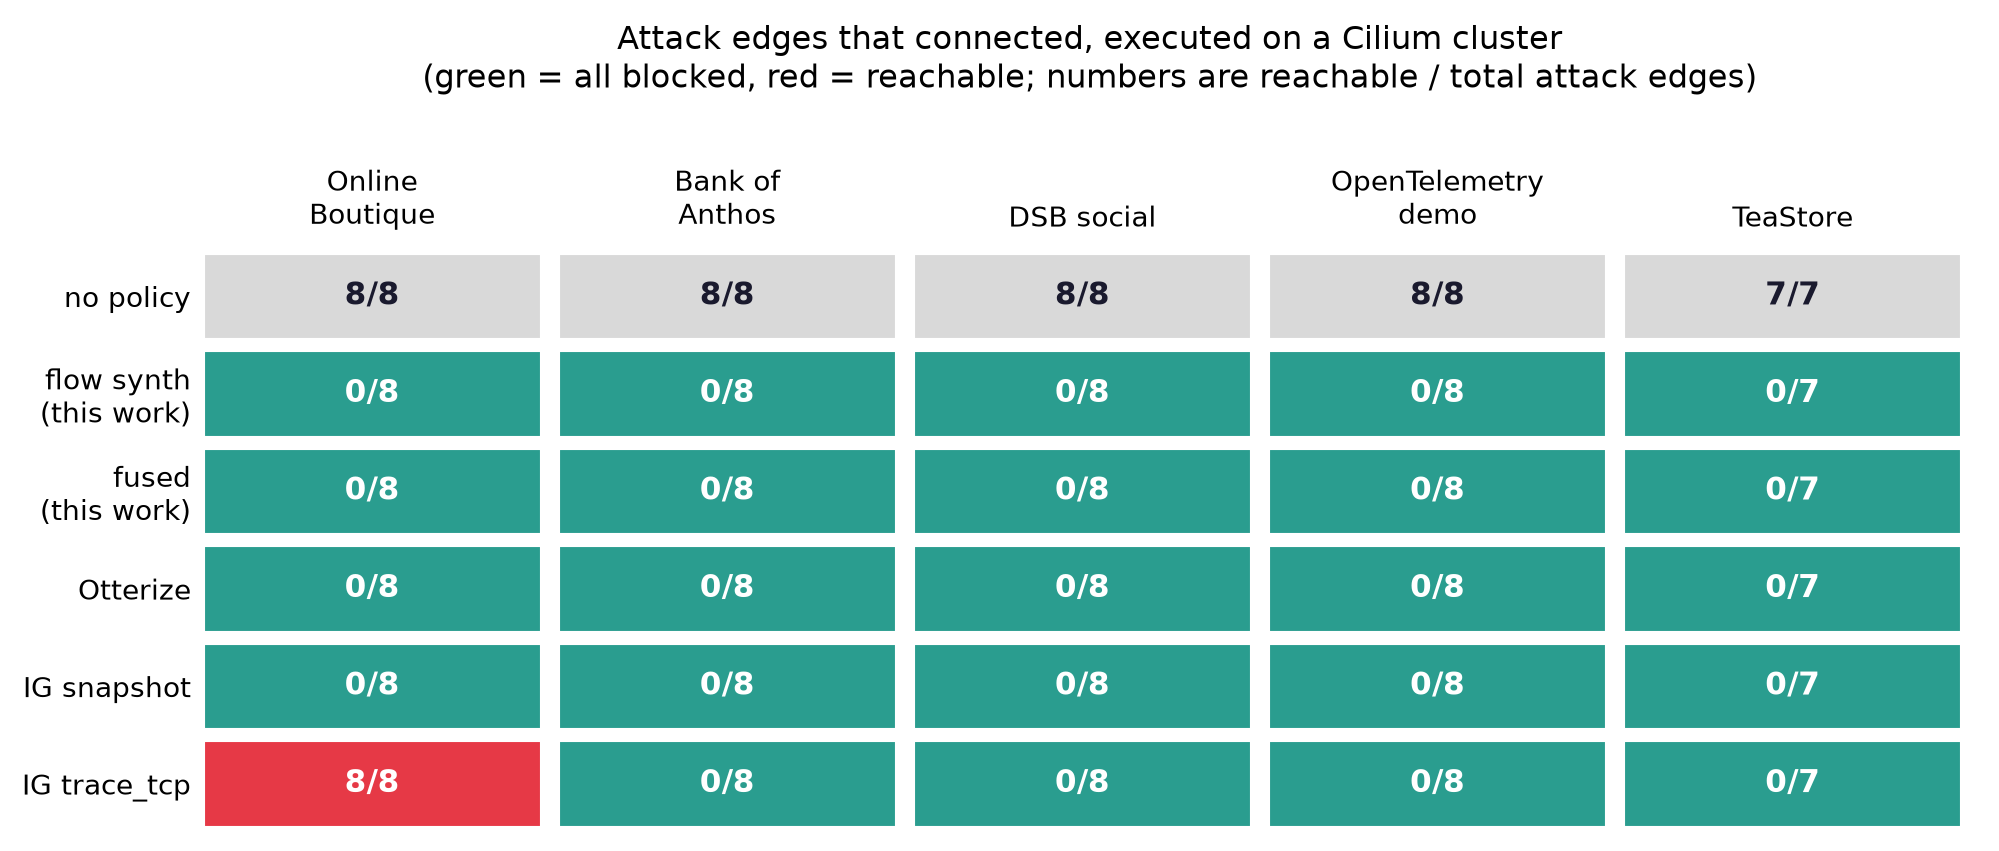 Attack edges that connected, executed on a Cilium cluster
(green = all blocked, red = reachable; numbers are reachable / total attack edges)
Online
Boutique
Bank of
Anthos
DSB social
OpenTelemetry
demo
TeaStore
no policy
8/8
8/8
8/8
8/8
7/7
flow synth
(this work)
0/8
0/8
0/8
0/8
0/7
fused
(this work)
0/8
0/8
0/8
0/8
0/7
Otterize
0/8
0/8
0/8
0/8
0/7
IG snapshot
0/8
0/8
0/8
0/8
0/7
IG trace_tcp
8/8
0/8
0/8
0/8
0/7